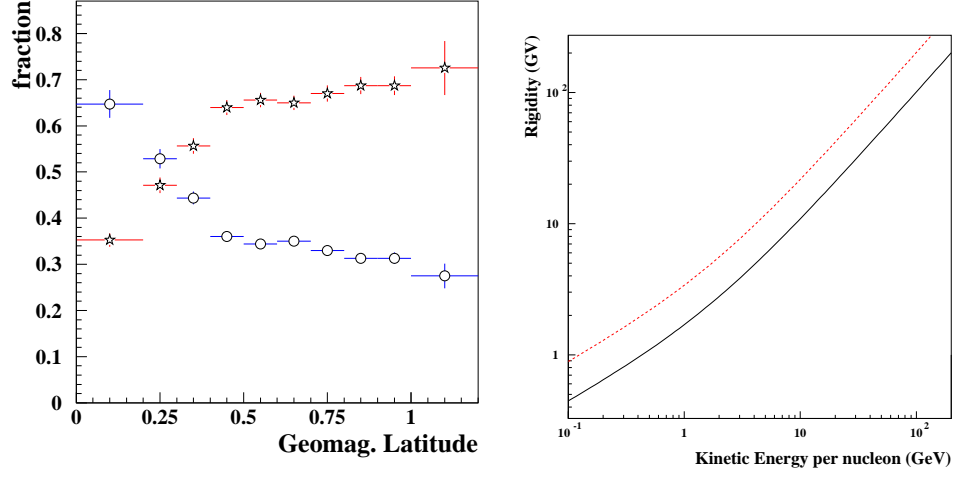 fraction
0.8
0.7
0.6
0.5
0.4
0.3
0.2
0.1
0
0 0.25 0.5 0.75 1
Geomag. Latitude
Rigidity (GV)
10 2
10
1
10 -1 1 10 10 2
Kinetic Energy per nucleon (GeV)